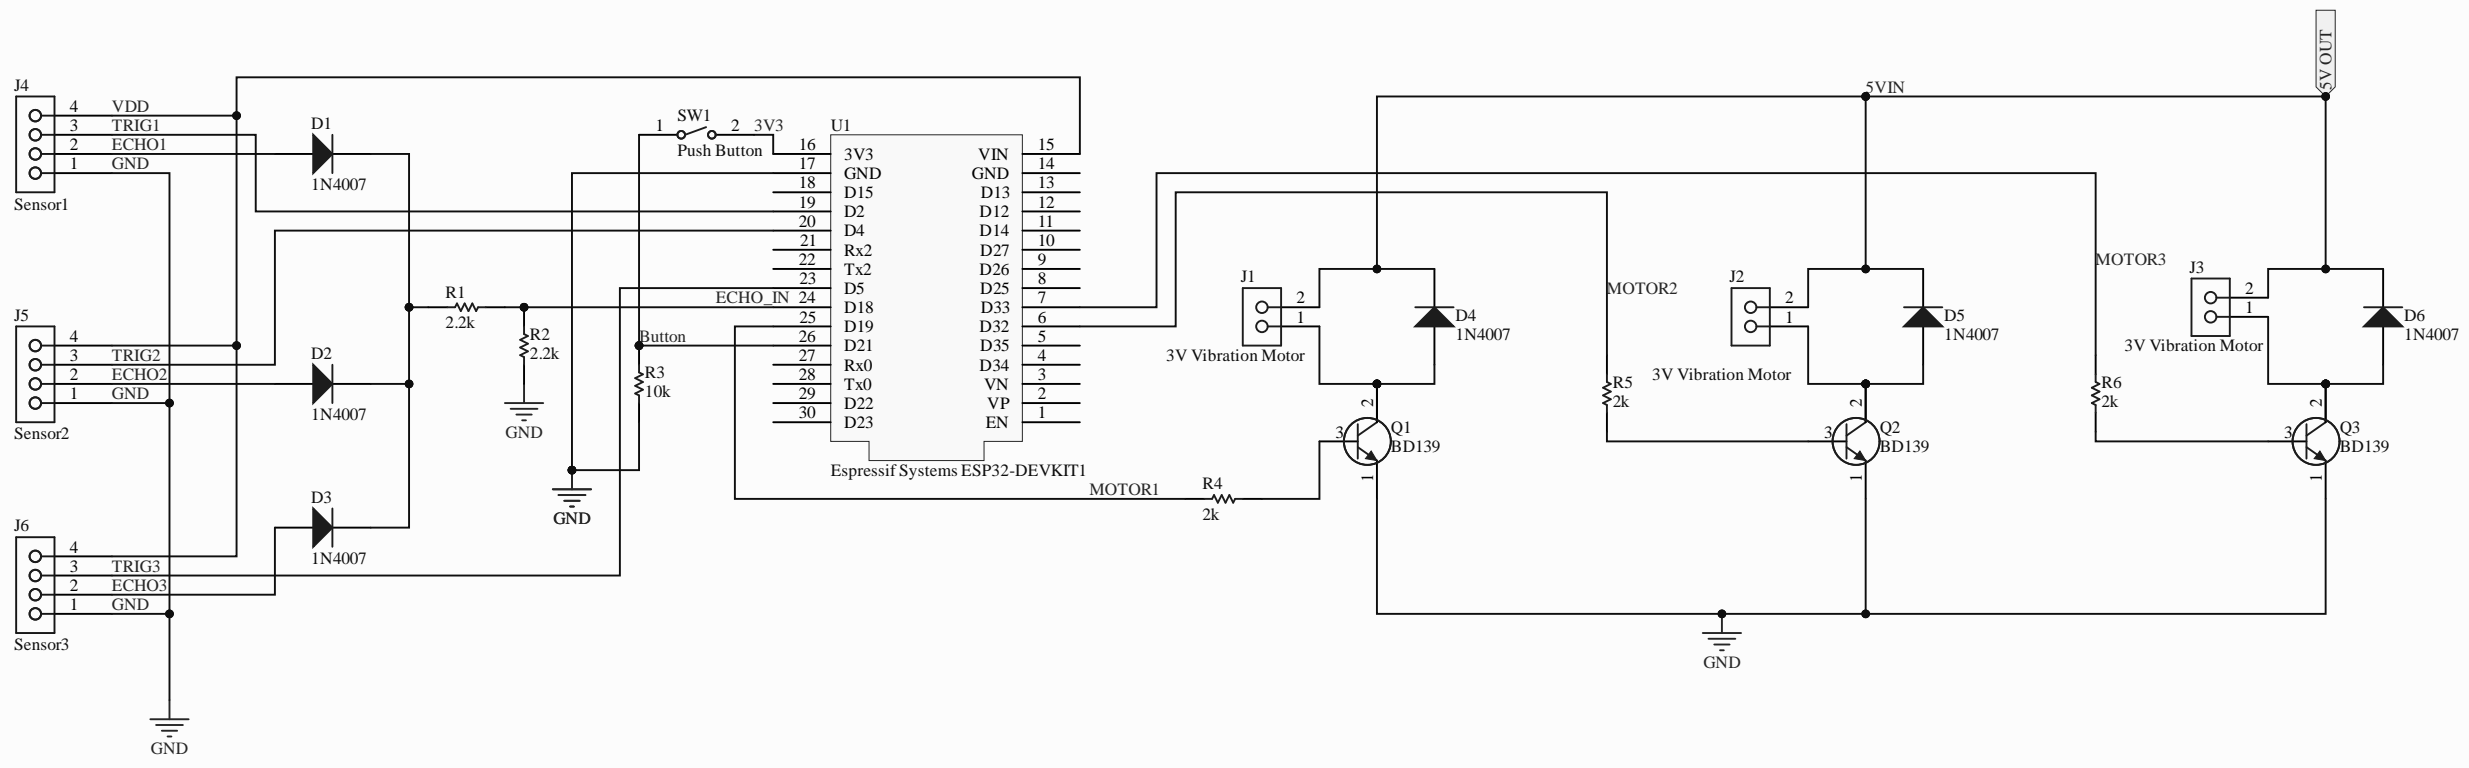 J4
4 VDD
3 TRIG1
2 ECHO1
1 GND
Sensor1
D1
1N4007
J5
4
3 TRIG2
2 ECHO2
1 GND
Sensor2
D2
1N4007
J6
4
3 TRIG3
2 ECHO3
1 GND
Sensor3
D3
1N4007
GND
R1
2.2k
R2
2.2k
GND
SW1
1 2 3V3
Push Button
ECHO_IN
Button
R3
10k
GND
U1
16 3V3 VIN 15
17 GND GND 14
18 D15 D13 13
19 D2 D12 12
20 D4 D14 11
21 Rx2 D27 10
22 Tx2 D26 9
23 D5 D25 8
24 D18 D33 7
25 D19 D32 6
26 D21 D35 5
27 Rx0 D34 4
28 Tx0 VN 3
29 D22 VP 2
30 D23 EN 1
Espressif Systems ESP32-DEVKIT1
MOTOR1
R4
2k
J1
2
1
3V Vibration Motor
D4
1N4007
2
3
Q1
BD139
1
MOTOR2
R5
2k
5VIN
J2
2
1
3V Vibration Motor
D5
1N4007
2
3
Q2
BD139
1
GND
MOTOR3
R6
2k
5V OUT
J3
2
1
3V Vibration Motor
D6
1N4007
2
3
Q3
BD139
1